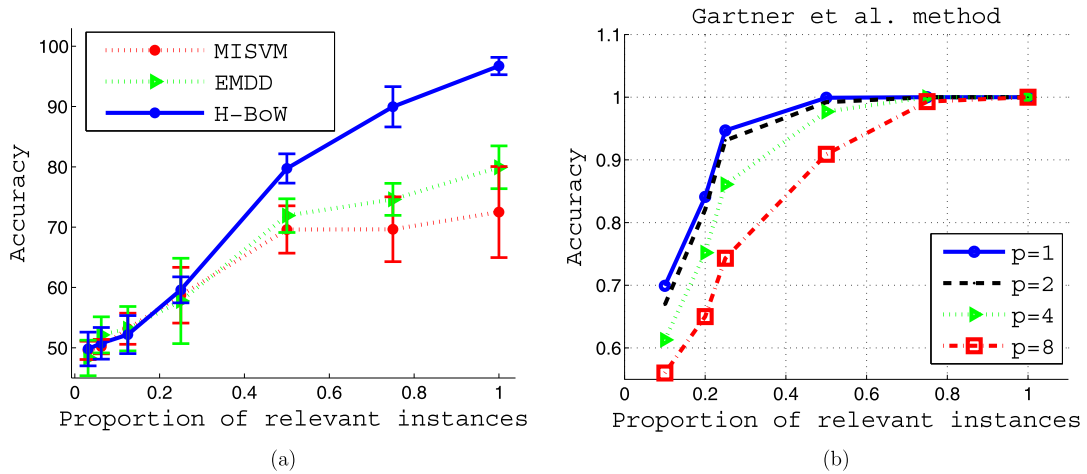 MISVM
EMDD
H-BoW
100
90
80
70
60
50
Accuracy
0 0.2 0.4 0.6 0.8 1
Proportion of relevant instances
(a)
Gartner et al. method
1.1
1
0.9
0.8
0.7
0.6
Accuracy
p=1
p=2
p=4
p=8
0 0.2 0.4 0.6 0.8 1
Proportion of relevant instances
(b)